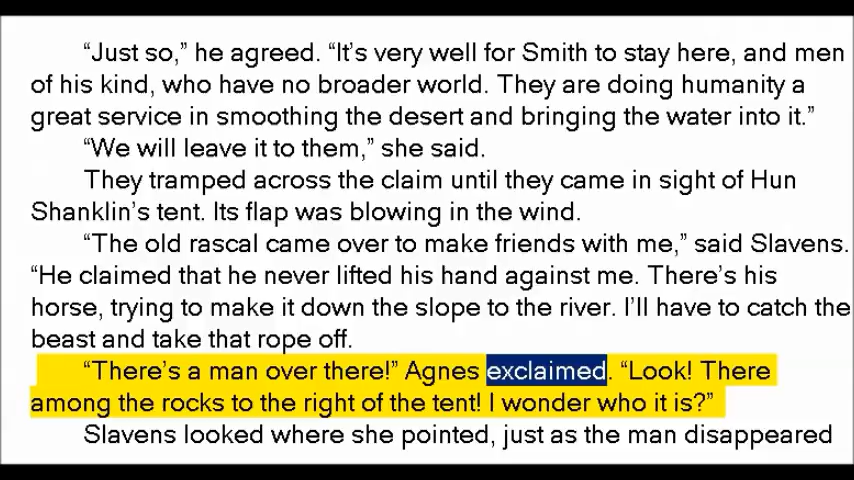 “Just so,” he agreed. “It’s very well for Smith to stay here, and men
of his kind, who have no broader world. They are doing humanity a
great service in smoothing the desert and bringing the water into it.”
“We will leave it to them,” she said.
They tramped across the claim until they came in sight of Hun
Shanklin’s tent. Its flap was blowing in the wind.
“The old rascal came over to make friends with me,” said Slavens.
“He claimed that he never lifted his hand against me. There’s his
horse, trying to make it down the slope to the river. I’ll have to catch the
beast and take that rope off.
“There’s a man over there!” Agnes exclaimed. “Look! There
among the rocks to the right of the tent! I wonder who it is?”
Slavens looked where she pointed, just as the man disappeared